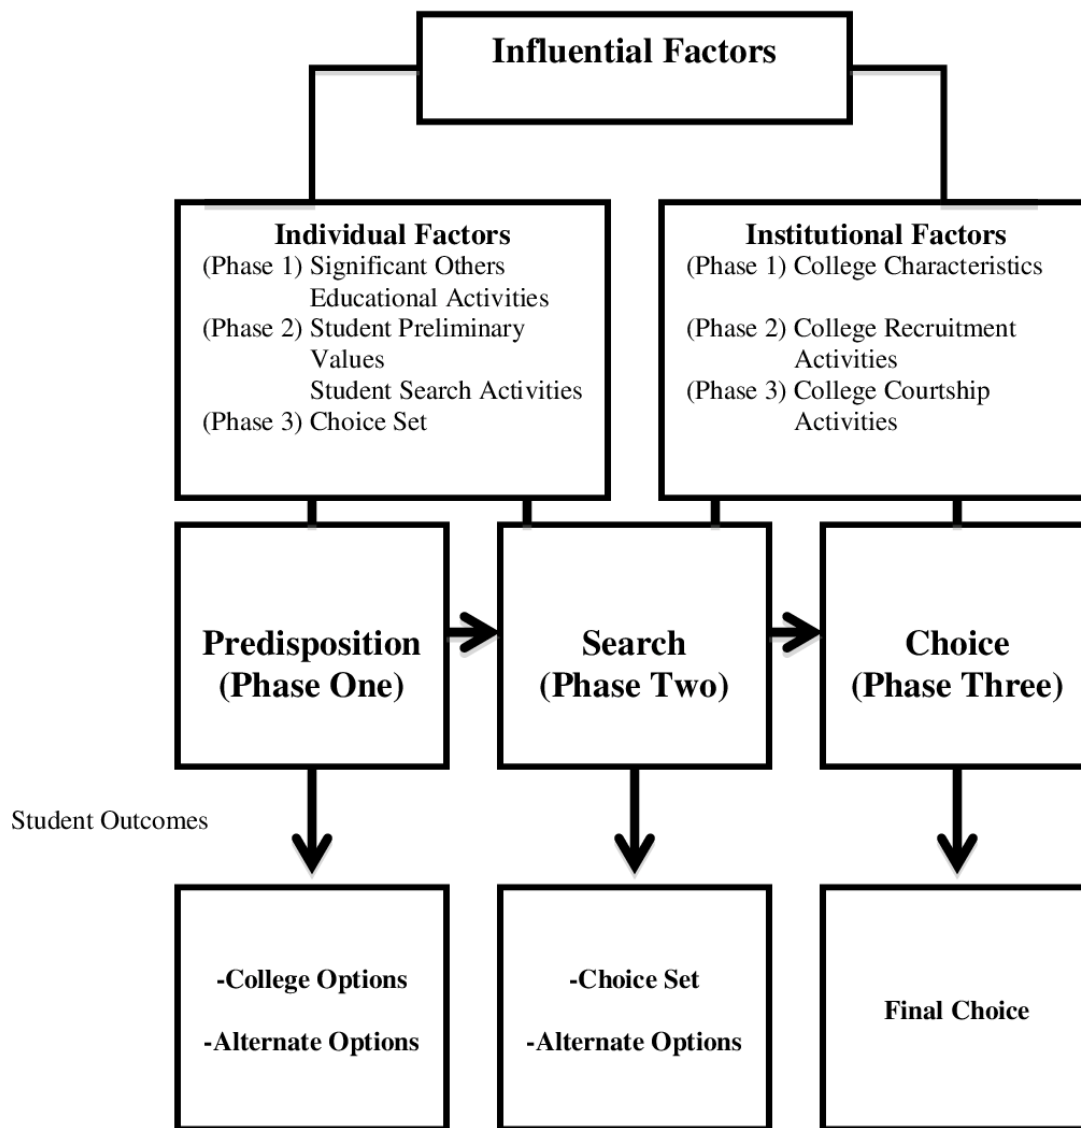 Influential Factors
Individual Factors
(Phase 1) Significant Others
Educational Activities
(Phase 2) Student Preliminary
Values
Student Search Activities
(Phase 3) Choice Set
Institutional Factors
(Phase 1) College Characteristics
(Phase 2) College Recruitment
Activities
(Phase 3) College Courtship
Activities
Predisposition
(Phase One)
Search
(Phase Two)
Choice
(Phase Three)
Student Outcomes
-College Options
-Alternate Options
-Choice Set
-Alternate Options
Final Choice